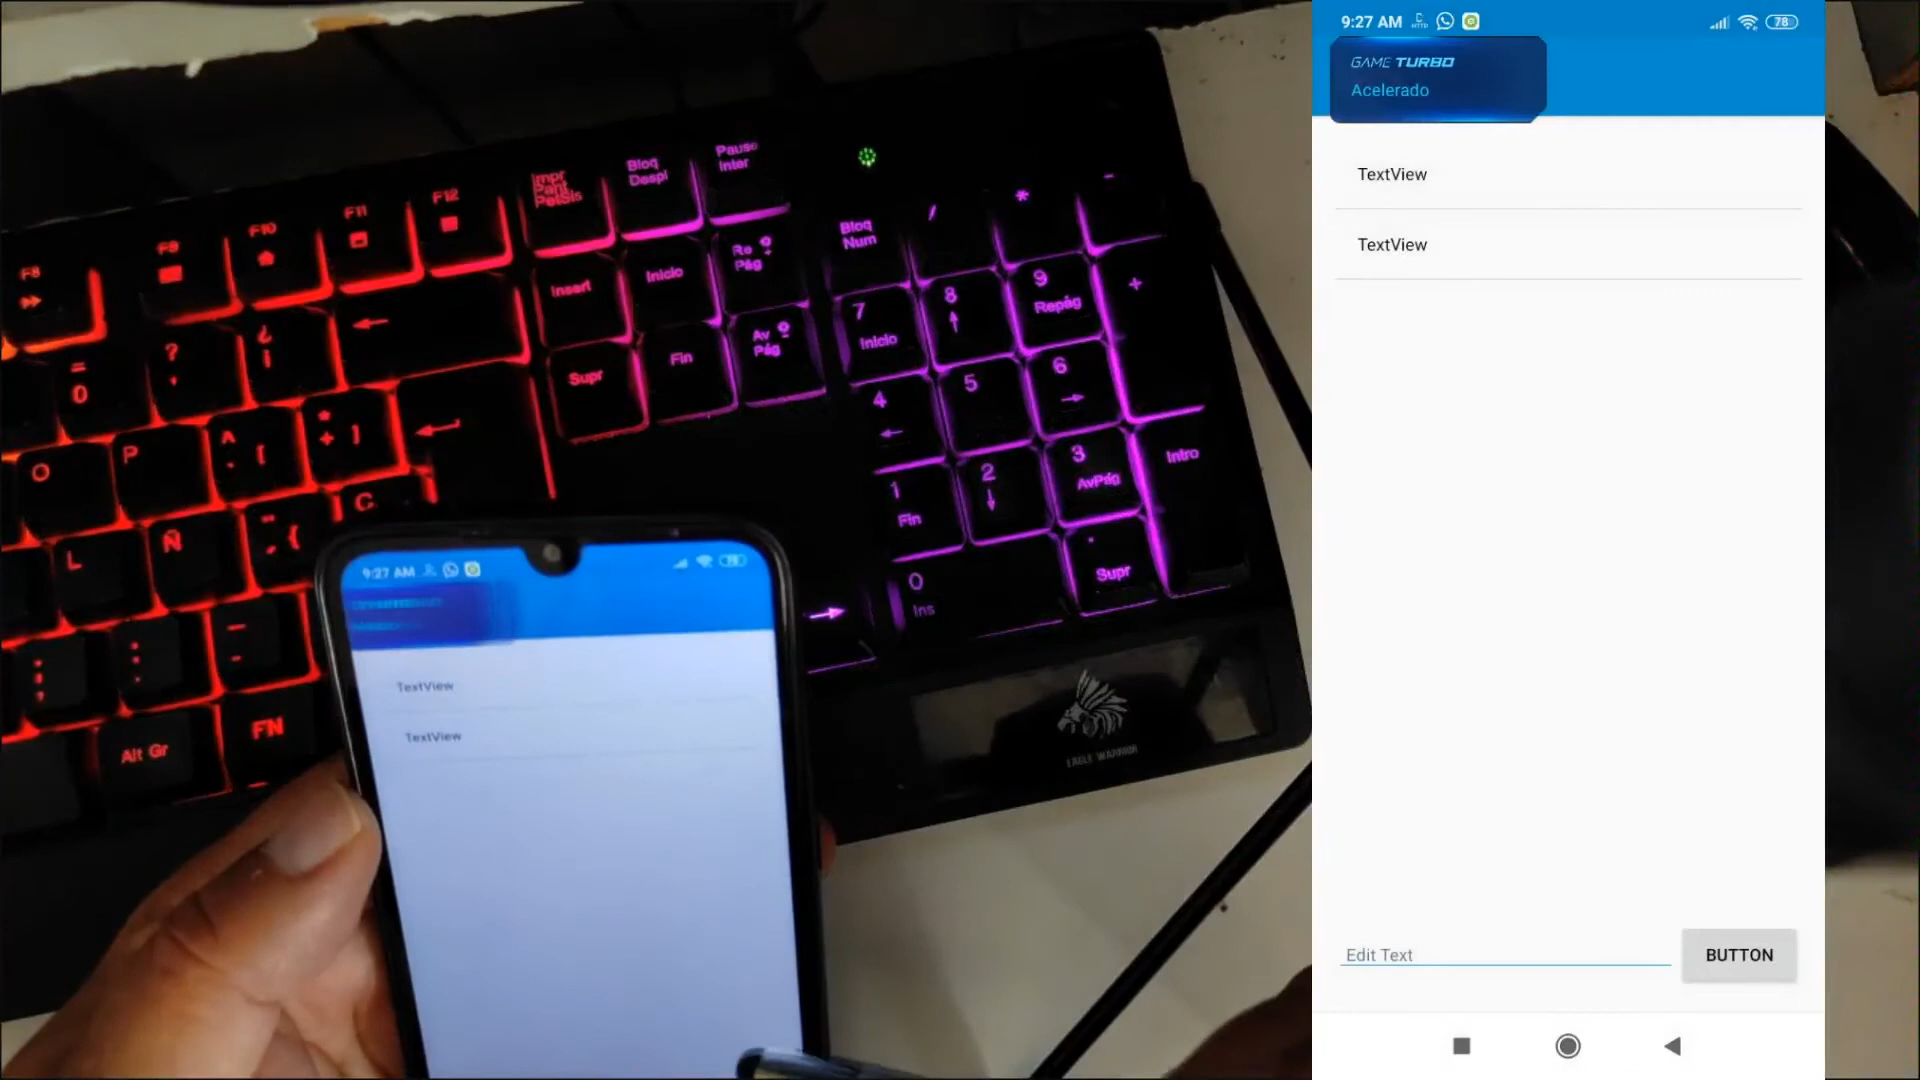 F8
F9
F10
F11
F12
Impr
Pant
PetSis
Bloq
Despl
Pausa
Inter
=
0
?
'
¿
¡
Insert
Inicio
Re
Pág
Supr
Fin
Av
Pág
Bloq
Num
/
*
-
7
Inicio
8
9
Repág
+
4
5
6
1
Fin
2
3
AvPág
Intro
0
Ins
.
Supr
O
P
^
[
*
+ ]
L
Ñ
{
Ç
Alt Gr
FN
EAGLE WARRIOR
9:27 AM
TextView
TextView
9:27 AM
78
GAME TURBO
Acelerado
TextView
TextView
Edit Text
BUTTON